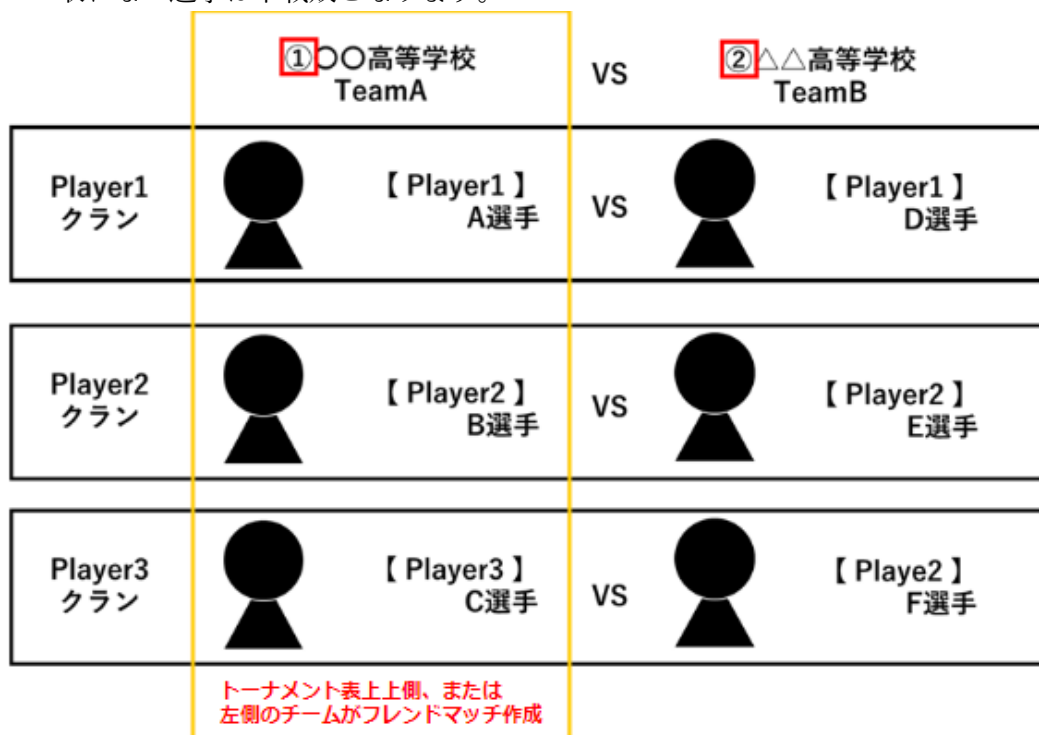 ①〇〇高等学校
TeamA
VS
②△△高等学校
TeamB
Player1
クラン
【 Player1 】
A選手
VS
【 Player1 】
D選手
Player2
クラン
【 Player2 】
B選手
VS
【 Player2 】
E選手
Player3
クラン
【 Player3 】
C選手
VS
【 Playe2 】
F選手
トーナメント表上上側、または
左側のチームがフレンドマッチ作成